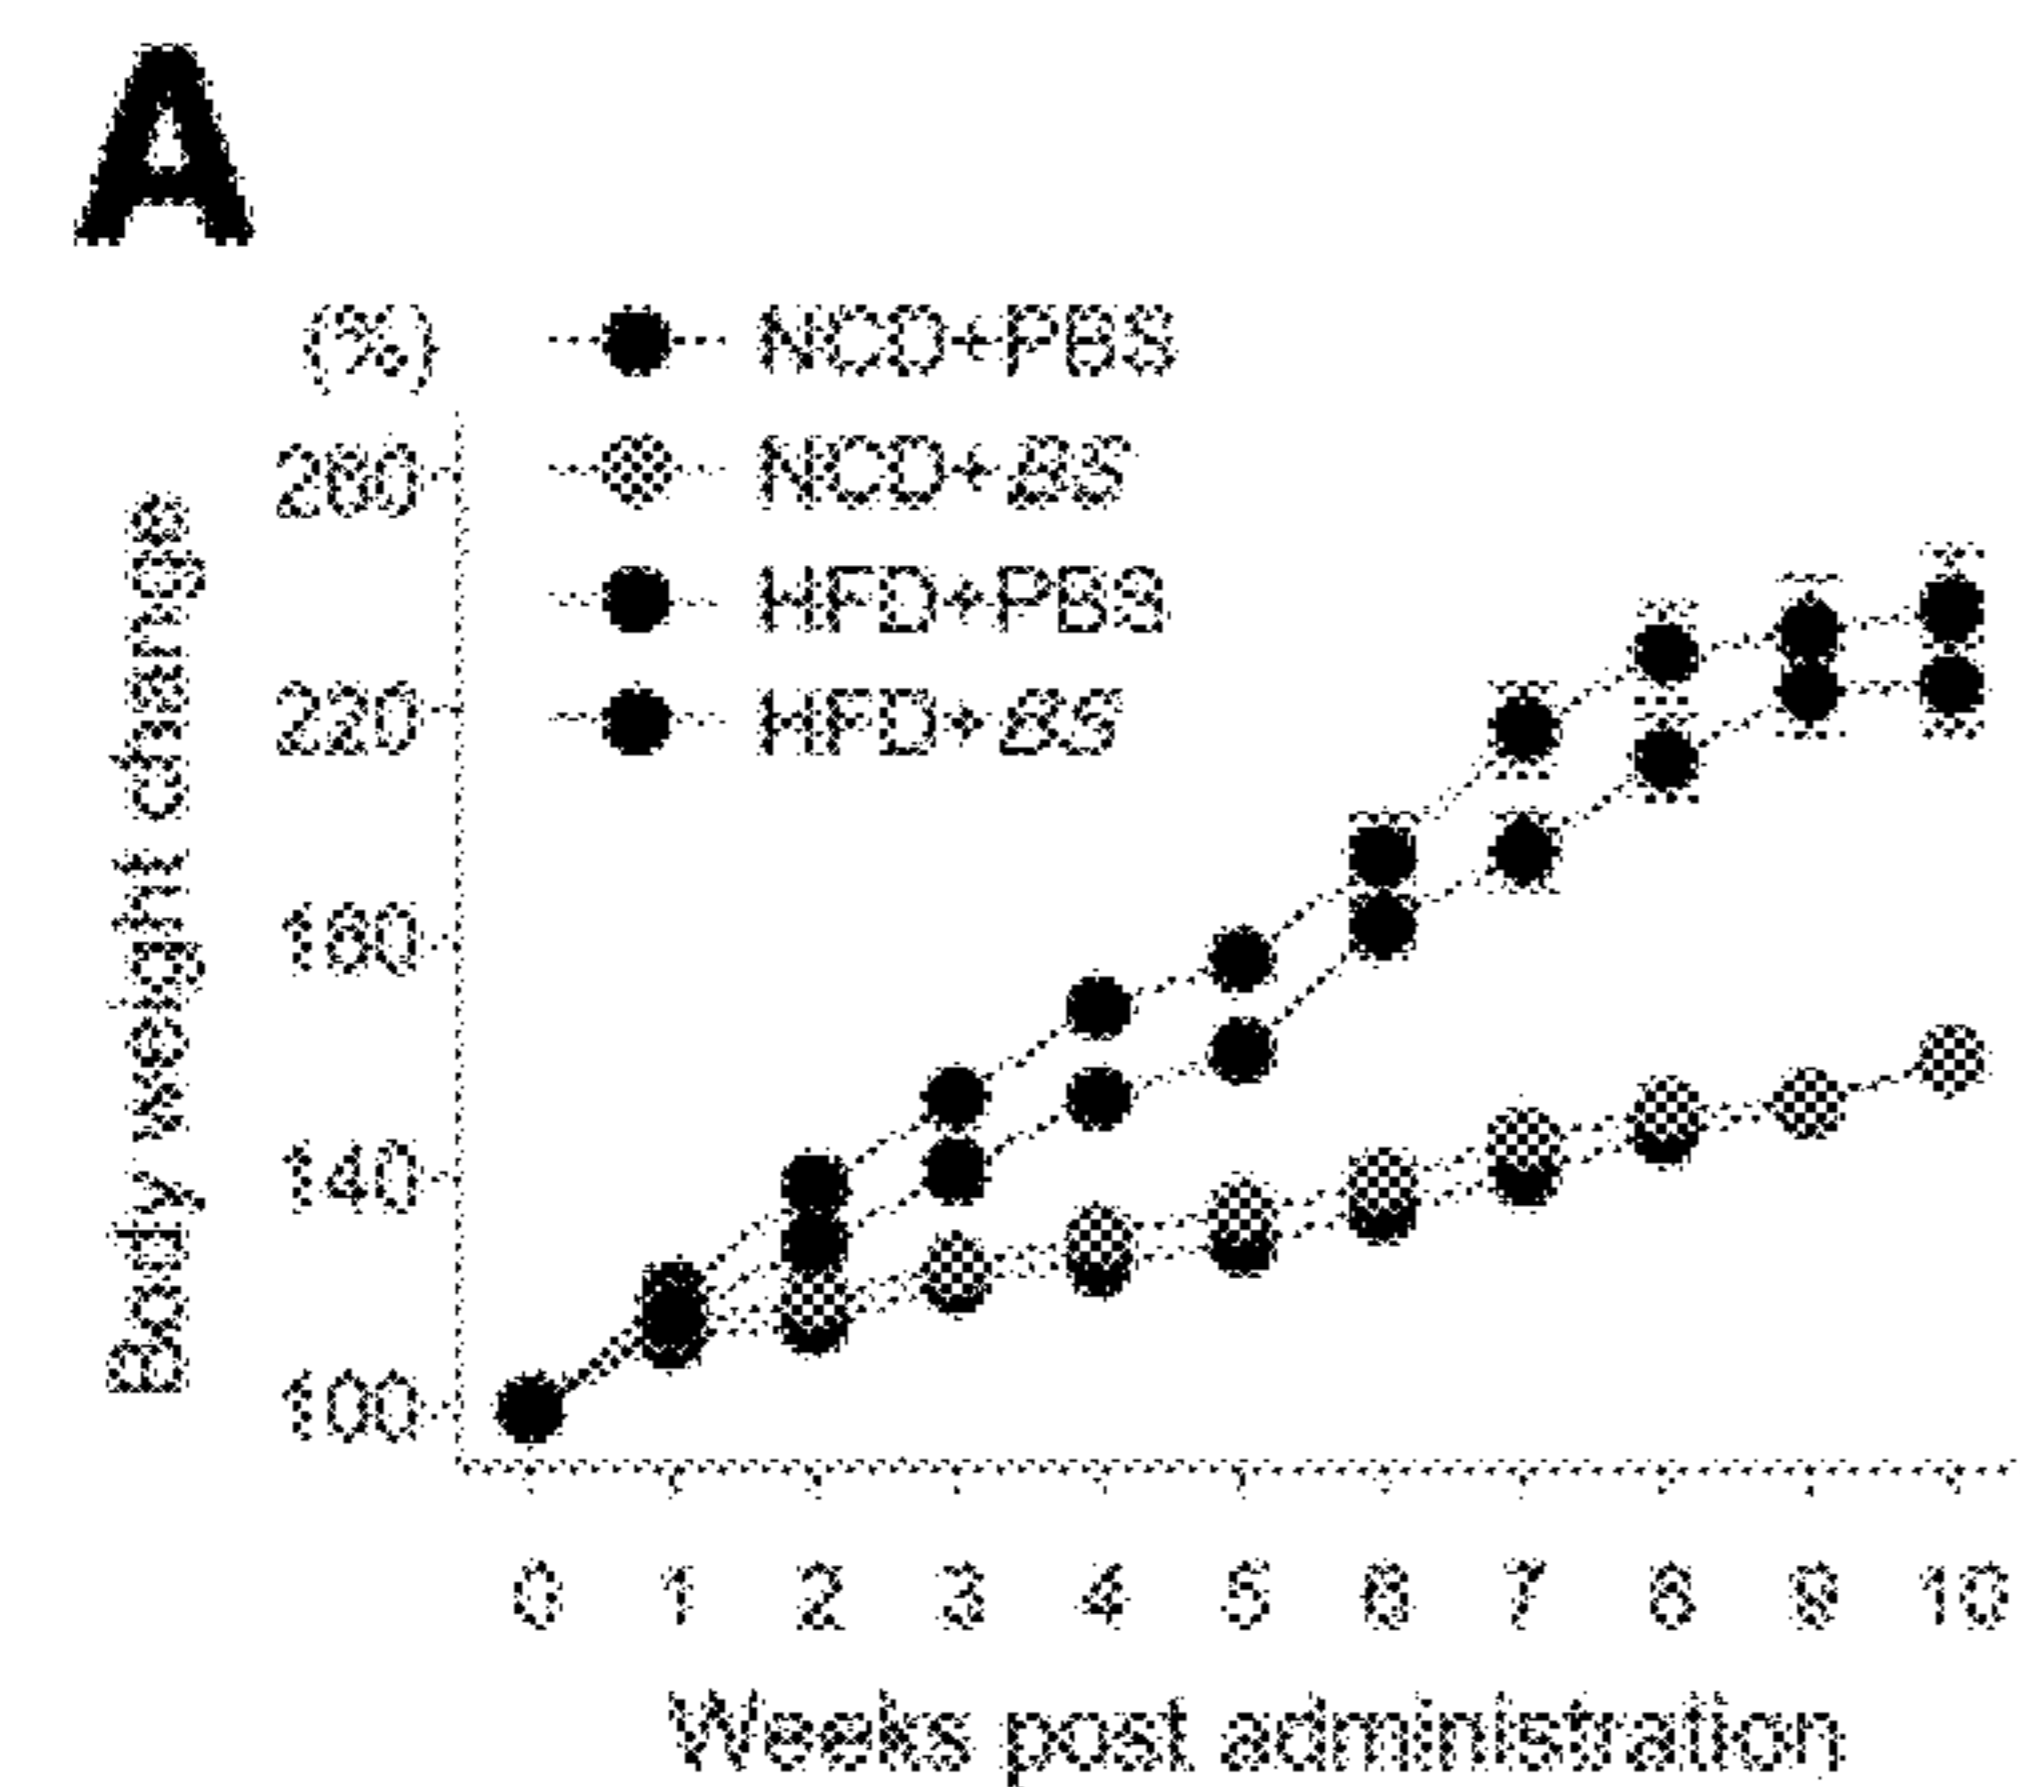 A
(%)
NCD+PBS
NCD+BS
HFD+PBS
HFD+BS
260
220
180
140
100
Body weight change
0 1 2 3 4 5 6 7 8 9 10
Weeks post administration